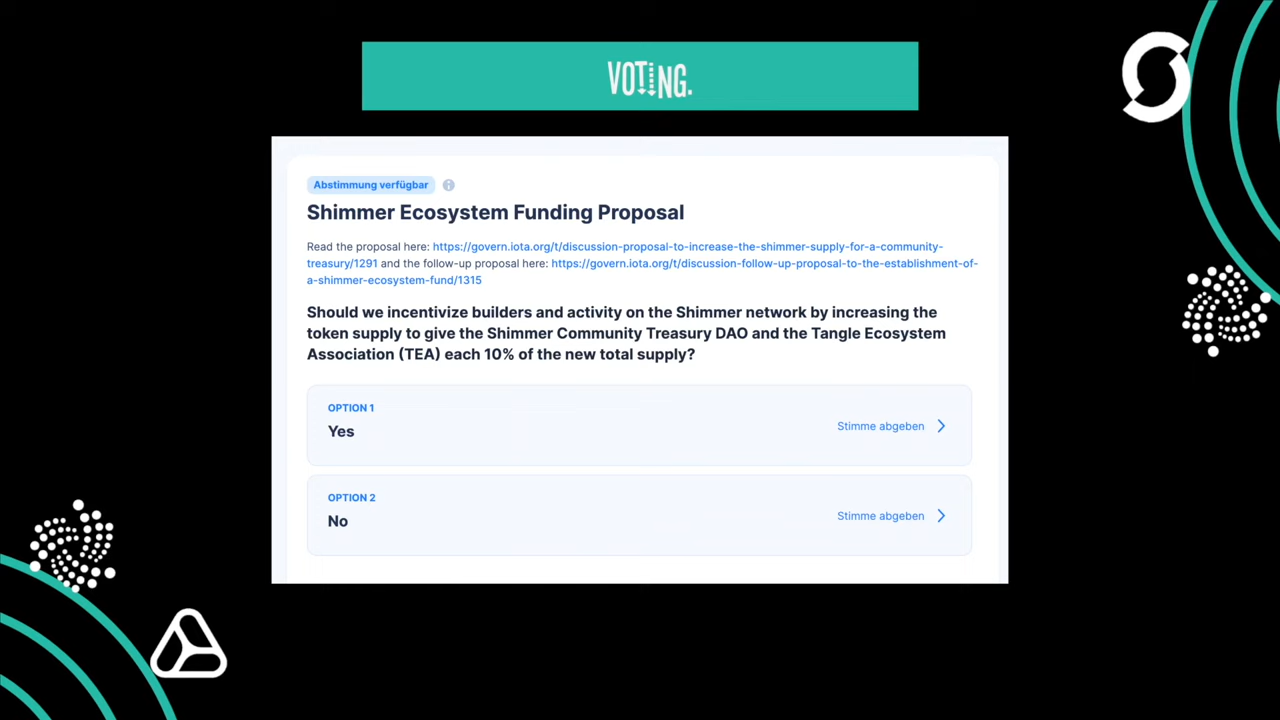 VOTING.
Abstimmung verfügbar
Shimmer Ecosystem Funding Proposal
Read the proposal here: https://govern.iota.org/t/discussion-proposal-to-increase-the-shimmer-supply-for-a-community-
treasury/1291 and the follow-up proposal here: https://govern.iota.org/t/discussion-follow-up-proposal-to-the-establishment-of-
a-shimmer-ecosystem-fund/1315
Should we incentivize builders and activity on the Shimmer network by increasing the
token supply to give the Shimmer Community Treasury DAO and the Tangle Ecosystem
Association (TEA) each 10% of the new total supply?
OPTION 1
Yes
Stimme abgeben
OPTION 2
No
Stimme abgeben